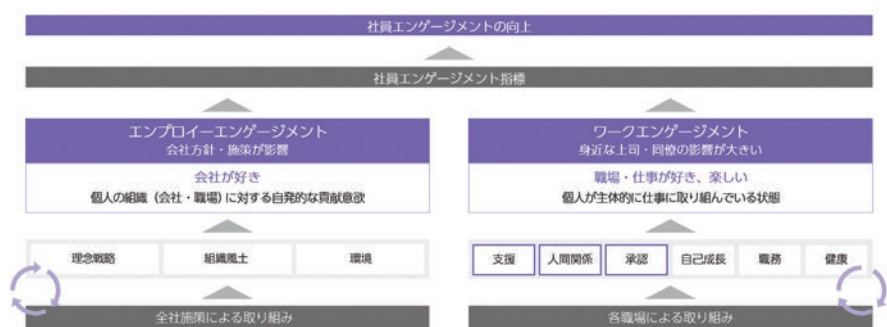 社員エンゲージメントの向上
社員エンゲージメント指標
エンプロイーエンゲージメント
会社方針・施策が影響
会社が好き
個人の組織（会社・職場）に対する自発的な貢献意欲
理念戦略
組織風土
環境
全社施策による取り組み
ワークエンゲージメント
身近な上司・同僚の影響が大きい
職場・仕事が好き、楽しい
個人が主体的に仕事に取り組んでいる状態
支援
人間関係
承認
自己成長
職務
健康
各職場による取り組み